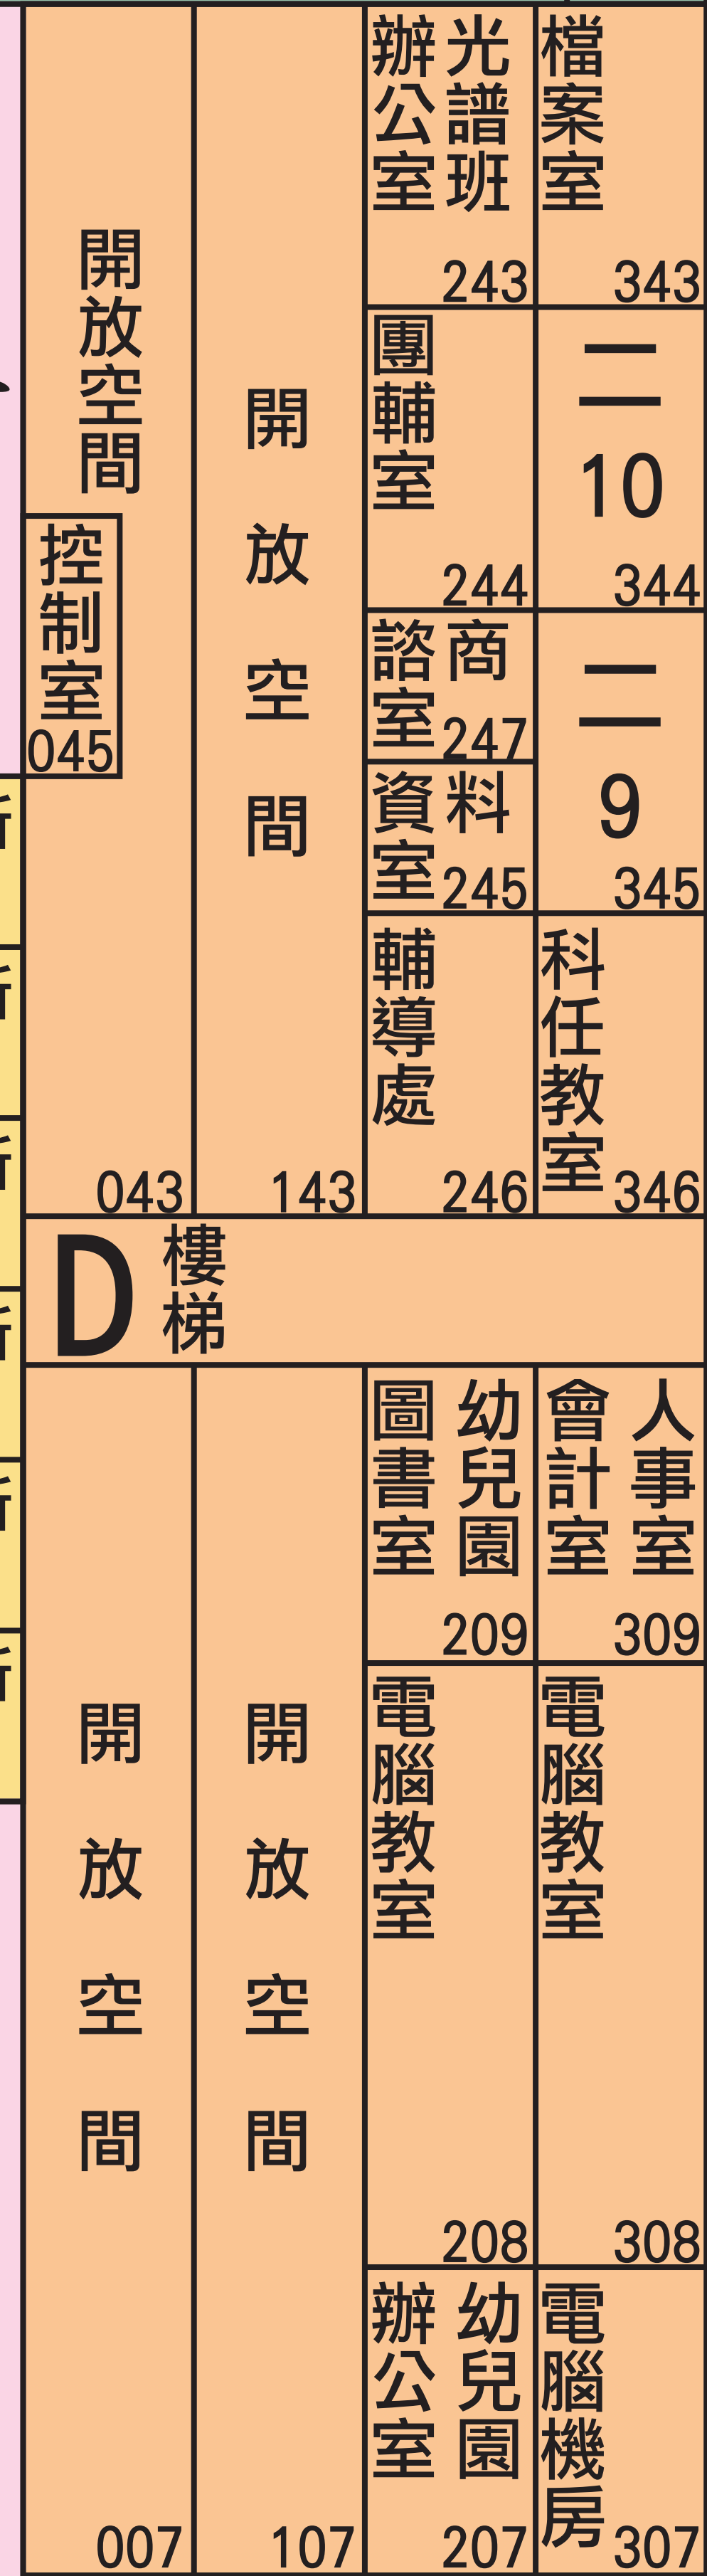 開放空間
043
控制室
045
開放空間
143
光譜班
辦公室
243
檔案室
343
團輔室
244
二
10
344
諮商室
247
二
9
345
資料室
245
輔導處
246
科任教室
346
D 樓梯
開放空間
007
開放空間
107
幼兒園
圖書室
209
人事室
會計室
309
電腦教室
208
電腦教室
308
幼兒園
辦公室
207
電腦機房
307